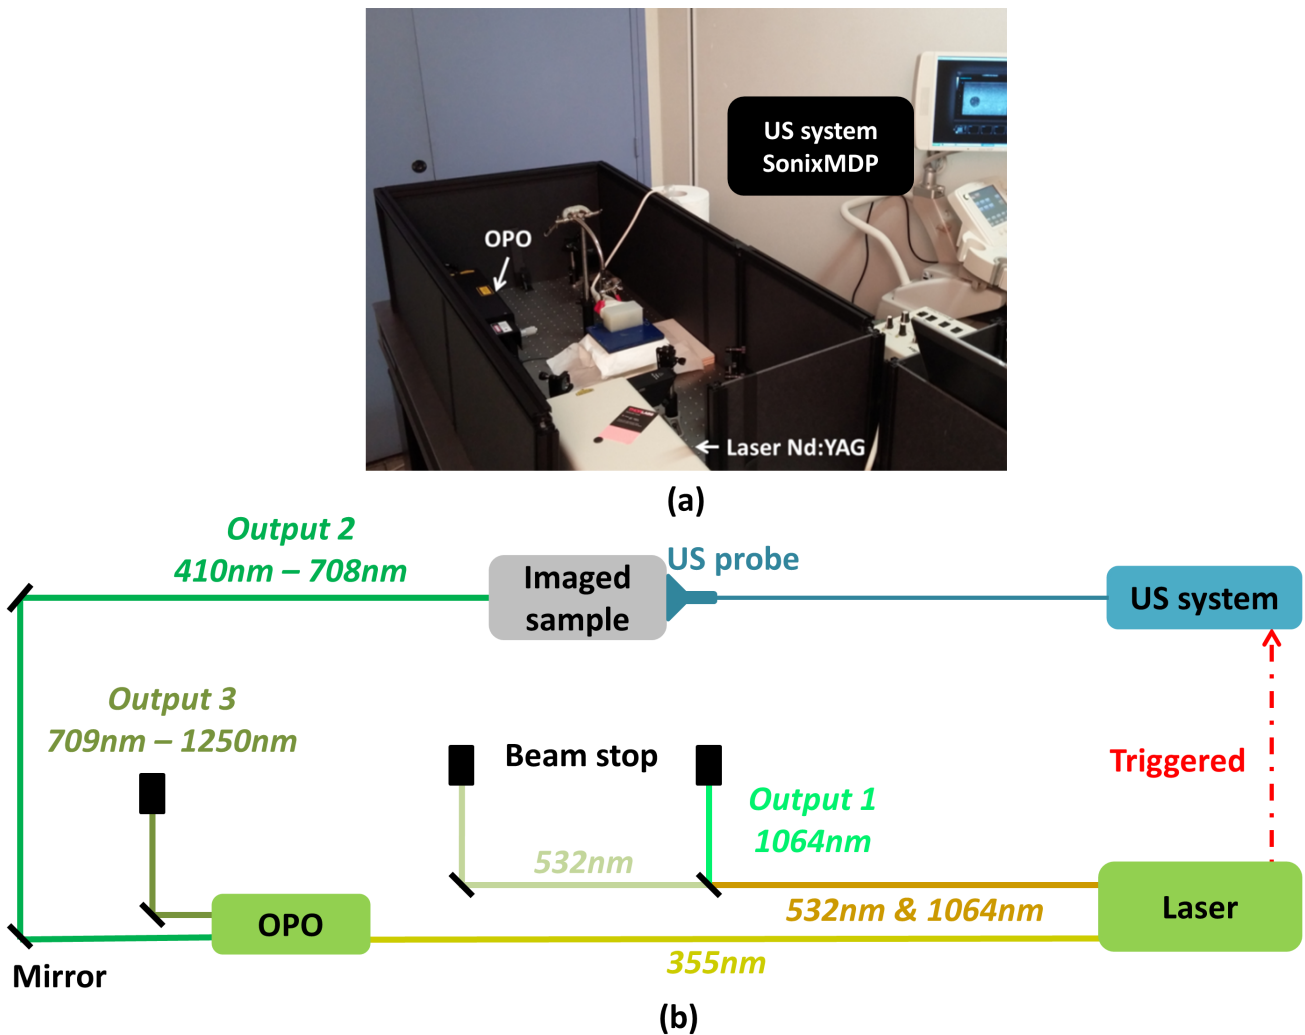 US system
SonixMDP
OPO
Laser Nd:YAG
(a)
Output 2
410nm – 708nm
US probe
Imaged
sample
US system
Output 3
709nm – 1250nm
Beam stop
Triggered
Output 1
1064nm
532nm
532nm & 1064nm
Laser
OPO
355nm
Mirror
(b)